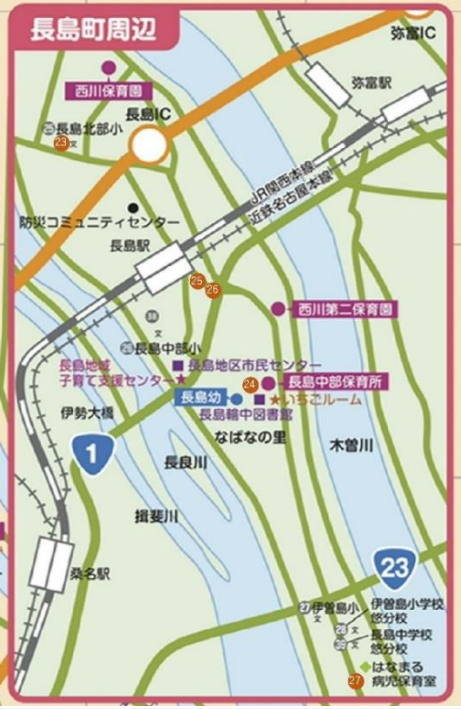 長島町周辺
弥富IC
西川保育園
弥富駅
長島IC
長島北部小
23
文
JR関西本線
近鉄名古屋本線
防災コミュニティセンター
長島駅
25
26
西川第二保育園
文
長島中部小
長島地域
子育て支援センター★
長島地区市民センター
24
長島中部保育所
長島幼
★いちごルーム
長島輪中図書館
伊勢大橋
なばなの里
1
木曽川
長良川
揖斐川
23
桑名駅
伊曽島小
文
伊曽島小学校
悠分校
文
長島中学校
悠分校
文
はなまる
病児保育室
27